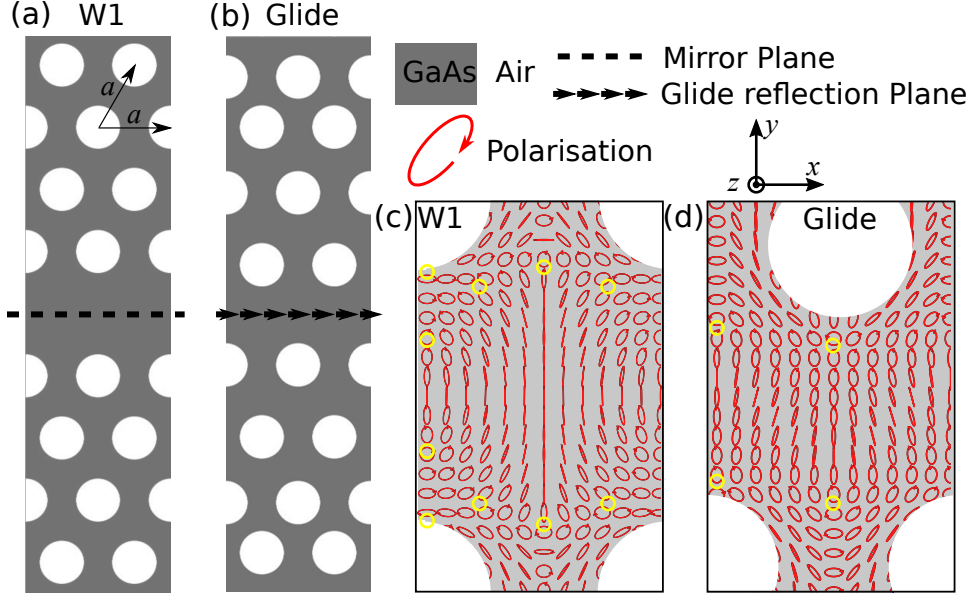 (a) W1
(b) Glide
a
a
GaAs Air
Mirror Plane
Glide reflection Plane
Polarisation
y
x
z
(c) W1
(d) Glide